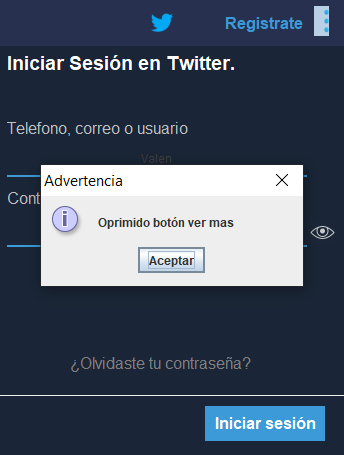 Registrate
Iniciar Sesión en Twitter.
Telefono, correo o usuario
Valen
Cont
Advertencia
Oprimido botón ver mas
Aceptar
¿Olvidaste tu contraseña?
Iniciar sesión